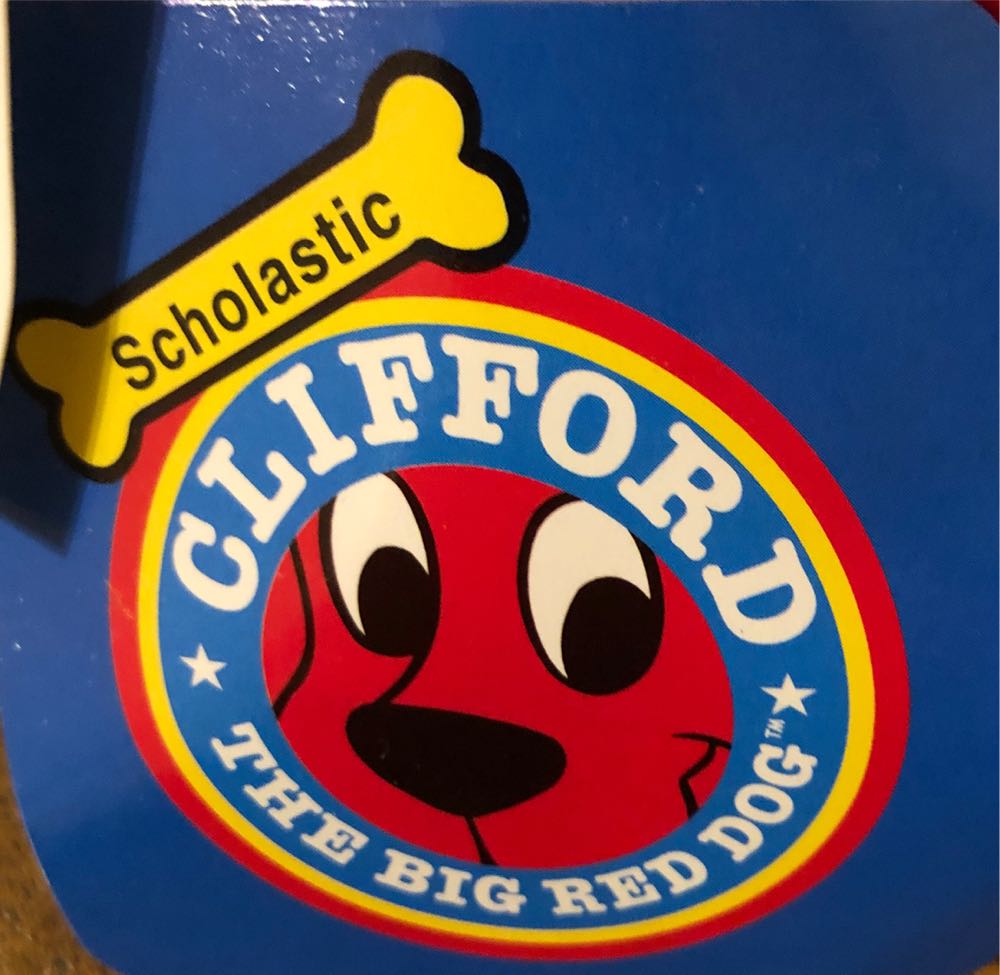 Scholastic
CLIFFORD
THE BIG RED DOG™